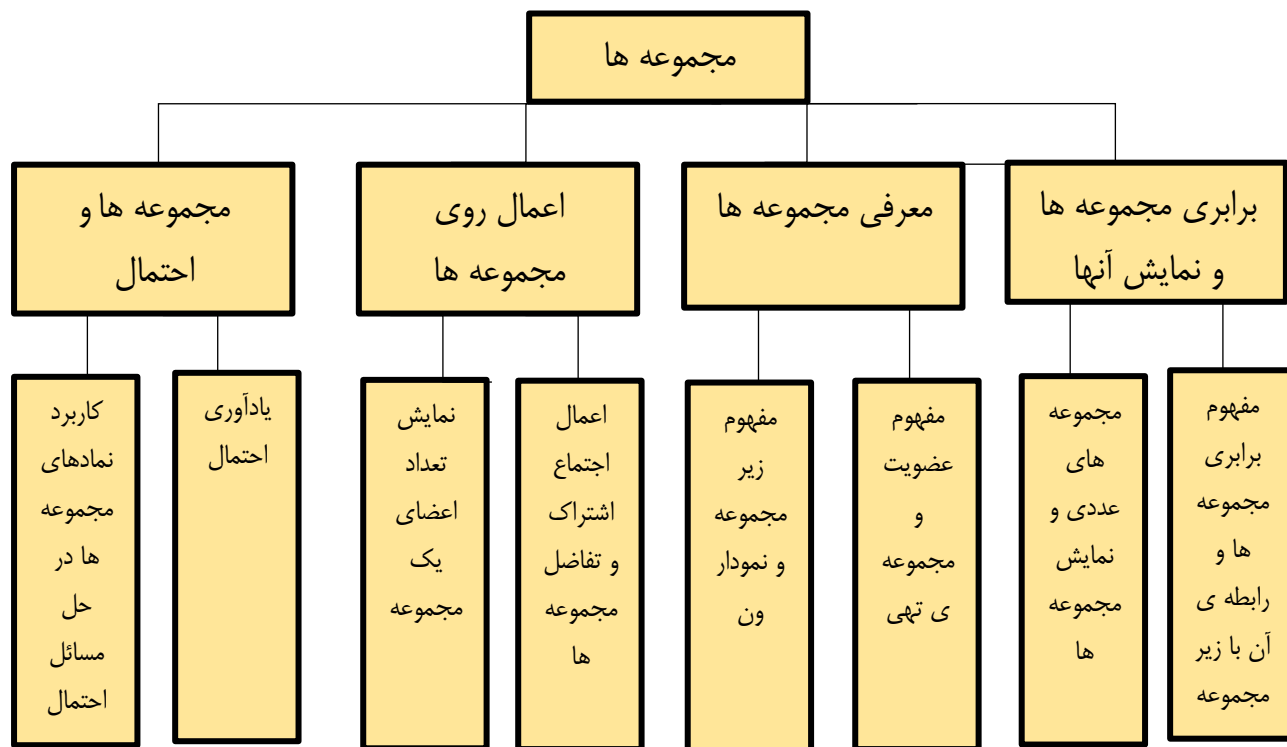 مجموعه ها
برابری مجموعه ها
و نمایش آنها
معرفی مجموعه ها
اعمال روی
مجموعه ها
مجموعه ها و
احتمال
مفهوم
برابری
مجموعه
ها و
رابطه ی
آن با زیر
مجموعه
مجموعه
های
عددی و
نمایش
مجموعه
ها
مفهوم
عضویت
و
مجموعه
ی تهی
مفهوم
زیر
مجموعه
و نمودار
ون
اعمال
اجتماع
اشتراک
و تفاضل
مجموعه
ها
نمایش
تعداد
اعضای
یک
مجموعه
یادآوری
احتمال
کاربرد
نمادهای
مجموعه
ها در
حل
مسائل
احتمال